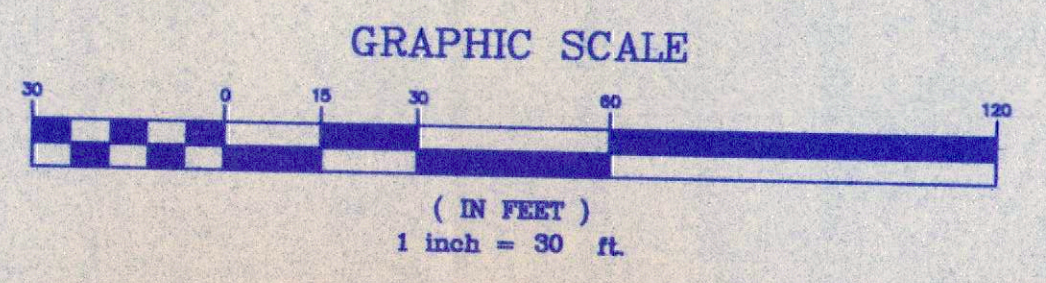 GRAPHIC SCALE
30 0 15 30 60 120
( IN FEET )
1 inch = 30 ft.